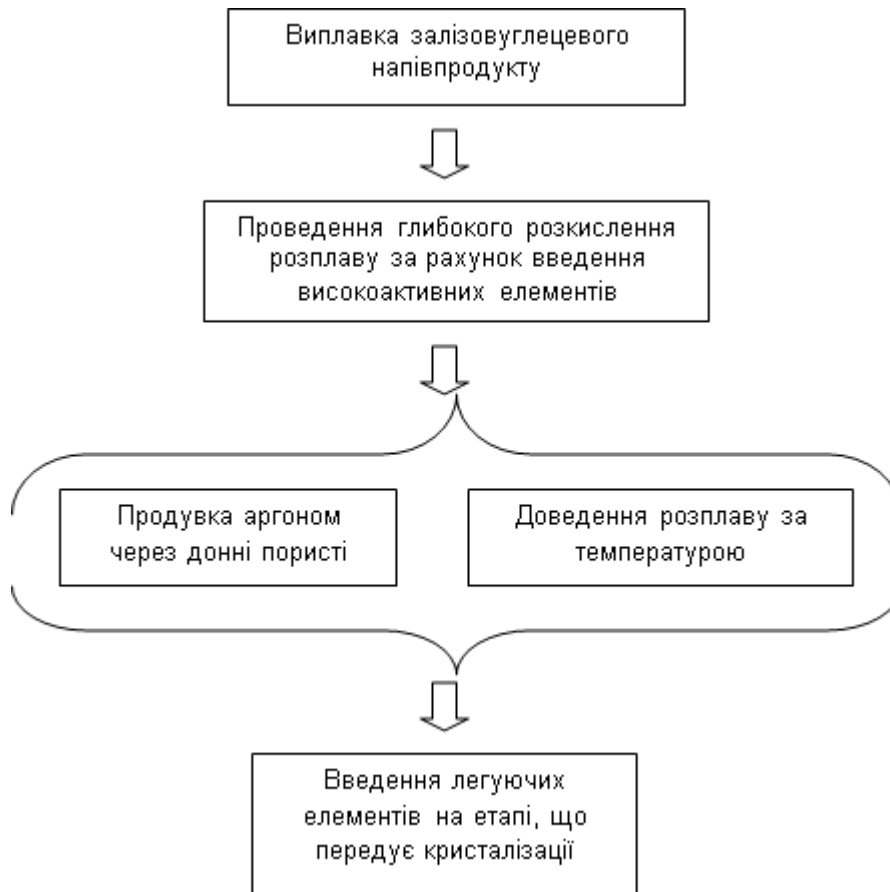 Виплавка залізовуглецевого
напівпродукту
Проведення глибокого розкислення
розплаву за рахунок введення
високоактивних елементів
Продувка аргоном
через донні пористі
Доведення розплаву за
температурою
Введення легуючих
елементів на етапі, що
передує кристалізації